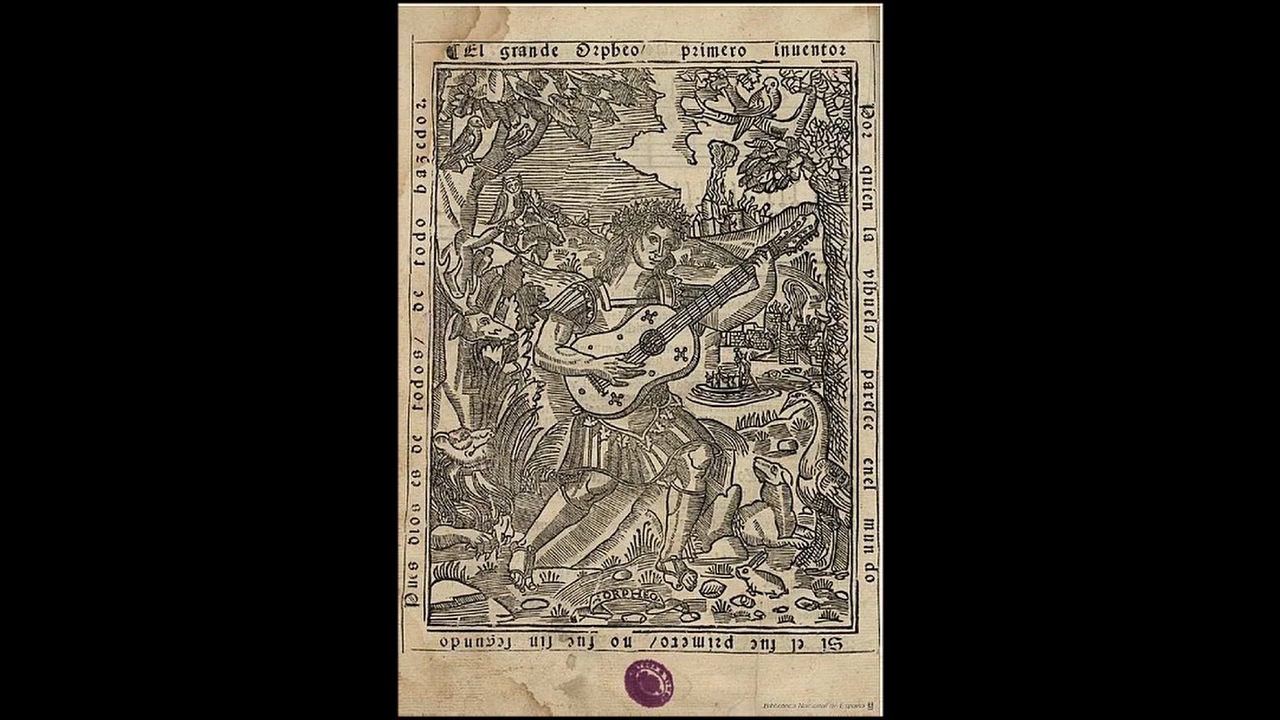 El grande Orpheo/ primero inuentor
Por quien la vihuela/ paresce enel mundo
Si el fue primero/ no fue sin segundo
Pues dios es de todos/ de todo hazedor.
ORPHEO
Biblioteca Nacional de España